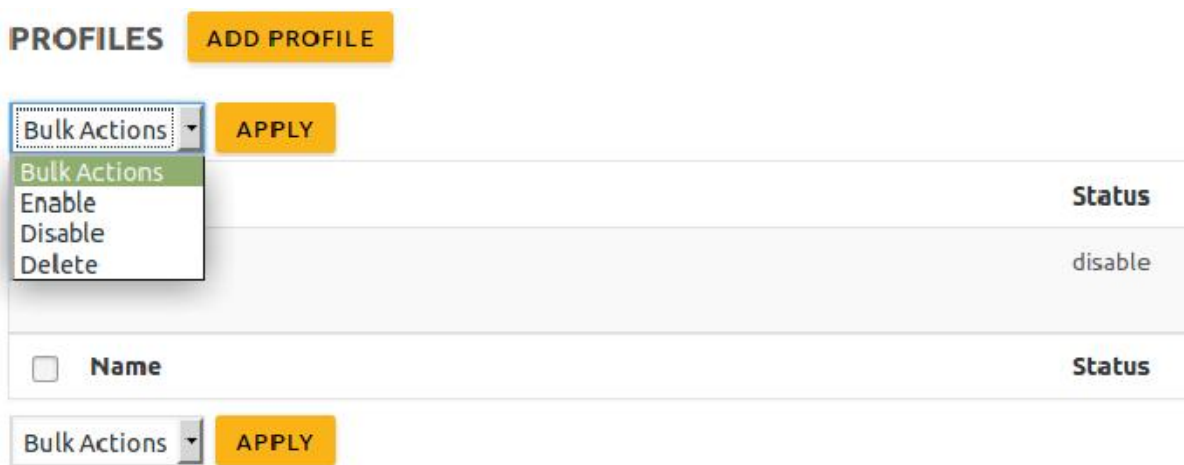 PROFILES ADD PROFILE
Bulk Actions APPLY
Bulk Actions
Enable
Disable
Delete
Status
disable
Name Status
Bulk Actions APPLY